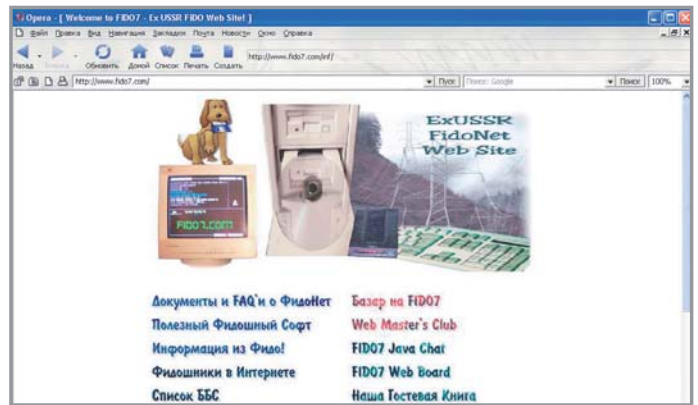 Opera - [ Welcome to FIDO7 - Ex USSR FIDO Web Site! ]
Файл Правка Вид Навигация Закладки Почта Новости Окно Справка
Назад Обновить Домой Список Печать Создать http://www.fido7.com/inf/
http://www.fido7.com/ Пуск Поиск Google Поиск 100%
ExUSSR
FidoNet
Web Site
FIDO7.COM
Документы и FAQ'и о ФидоНет Базар на FIDO7
Полезный Фидошный Софт Web Master's Club
Информация из Фидо! FIDO7 Java Chat
Фидошники в Интернете FIDO7 Web Board
Список ББС Наша Гостевая Книга